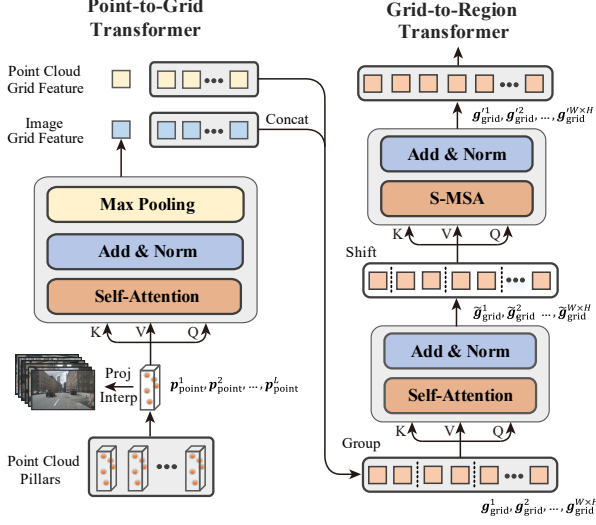 Point-to-Grid
Transformer
Point Cloud
Grid Feature
Image
Grid Feature
Concat
Max Pooling
Add & Norm
Self-Attention
K V Q
Proj
Interp
𝒑¹point, 𝒑²point, …, 𝒑ᴸpoint
Point Cloud
Pillars
Grid-to-Region
Transformer
𝒈′¹grid, 𝒈′²grid, …, 𝒈′ᵂ×ᴴgrid
Add & Norm
S-MSA
K V Q
Shift
𝒈̃¹grid, 𝒈̃²grid …, 𝒈̃ᵂ×ᴴgrid
Add & Norm
Self-Attention
K V Q
Group
𝒈¹grid, 𝒈²grid, …, 𝒈ᵂ×ᴴgrid